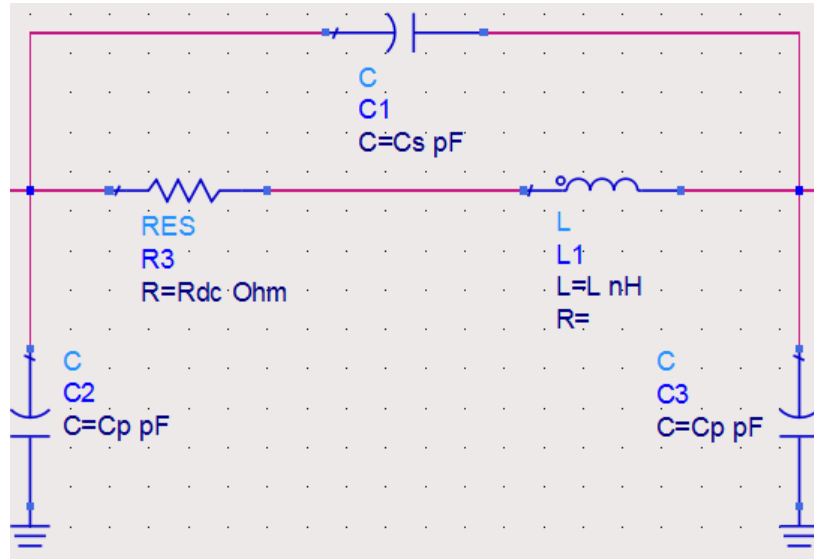 C
C1
C=Cs pF
RES
R3
R=Rdc Ohm
L
L1
L=L nH
R=
C
C2
C=Cp pF
C
C3
C=Cp pF